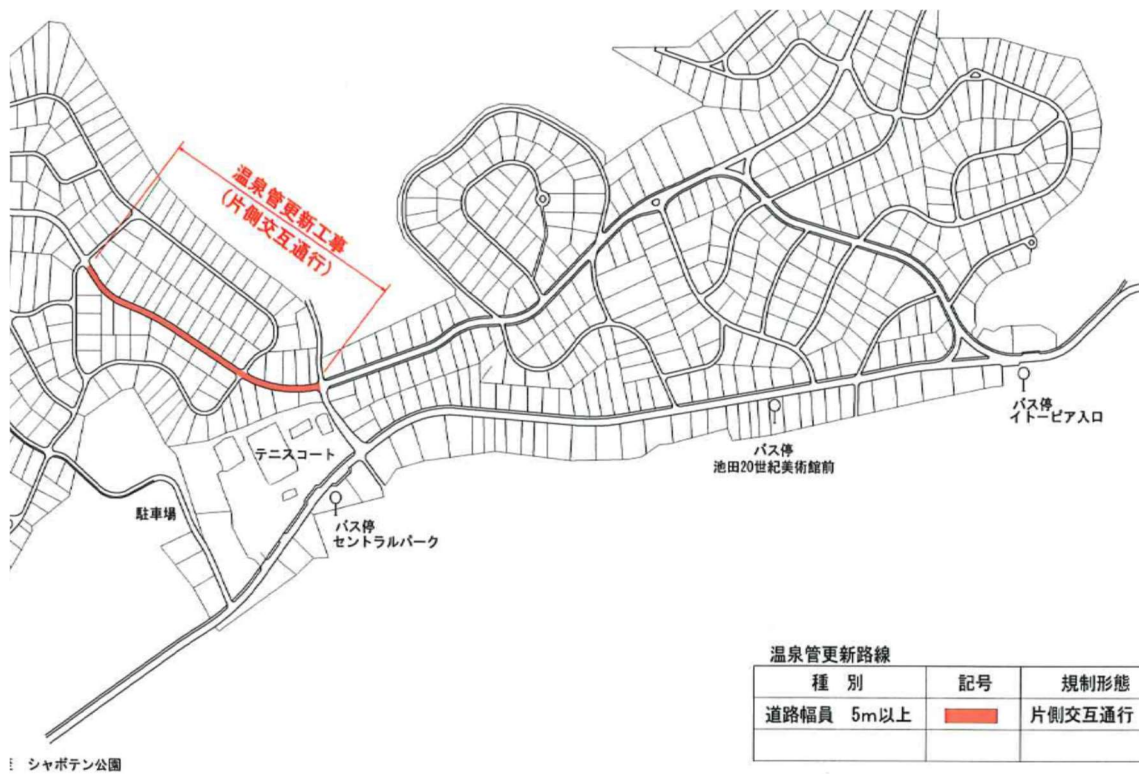 温泉管更新工事
(片側交互通行)
テニスコート
駐車場
バス停
セントラルパーク
バス停
池田20世紀美術館前
バス停
イトーピア入口
シャボテン公園
温泉管更新路線
種 別 記号 規制形態
道路幅員 5m以上 片側交互通行